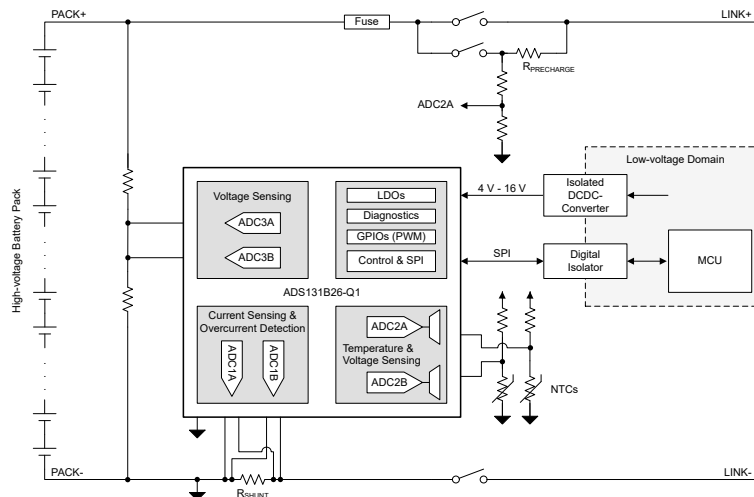 PACK+
Fuse
LINK+
RPRECHARGE
ADC2A
High-voltage Battery Pack
Low-voltage Domain
Voltage Sensing
ADC3A
ADC3B
LDOs
Diagnostics
GPIOs (PWM)
Control & SPI
4 V - 16 V
Isolated
DCDC-
Converter
SPI
Digital
Isolator
MCU
ADS131B26-Q1
Current Sensing &
Overcurrent Detection
ADC1A
ADC1B
ADC2A
Temperature &
Voltage Sensing
ADC2B
NTCs
PACK-
RSHUNT
LINK-